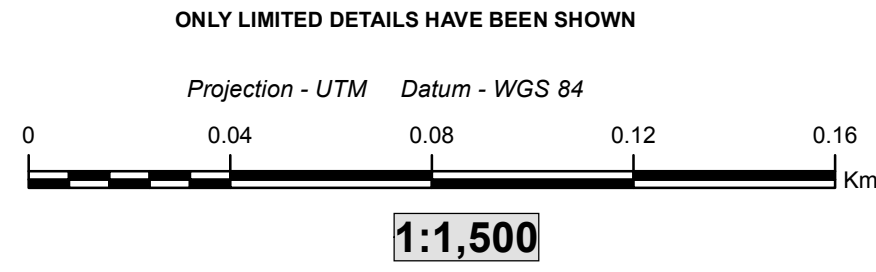 ONLY LIMITED DETAILS HAVE BEEN SHOWN
Projection - UTM Datum - WGS 84
0 0.04 0.08 0.12 0.16
Km
1:1,500